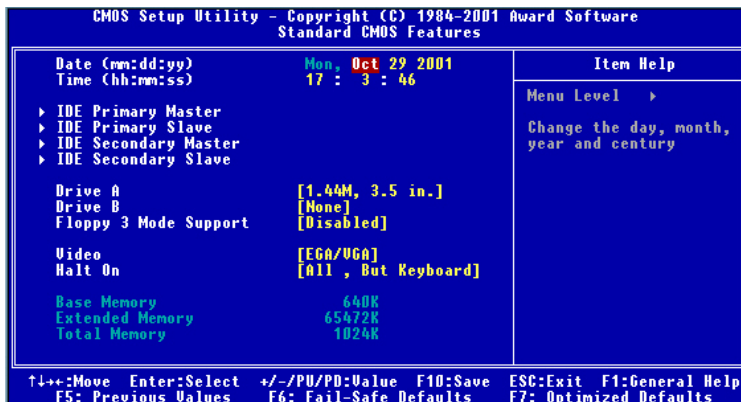 CMOS Setup Utility - Copyright (C) 1984-2001 Award Software
Standard CMOS Features
Date (mm:dd:yy) Mon, Oct 29 2001
Time (hh:mm:ss) 17 : 3 : 46
IDE Primary Master
IDE Primary Slave
IDE Secondary Master
IDE Secondary Slave
Drive A [1.44M, 3.5 in.]
Drive B [None]
Floppy 3 Mode Support [Disabled]
Video [EGA/VGA]
Halt On [All , But Keyboard]
Base Memory 640K
Extended Memory 65472K
Total Memory 1024K
Item Help
Menu Level ▸
Change the day, month,
year and century
↑↓→←:Move Enter:Select +/-/PU/PD:Value F10:Save ESC:Exit F1:General Help
F5: Previous Values F6: Fail-Safe Defaults F7: Optimized Defaults